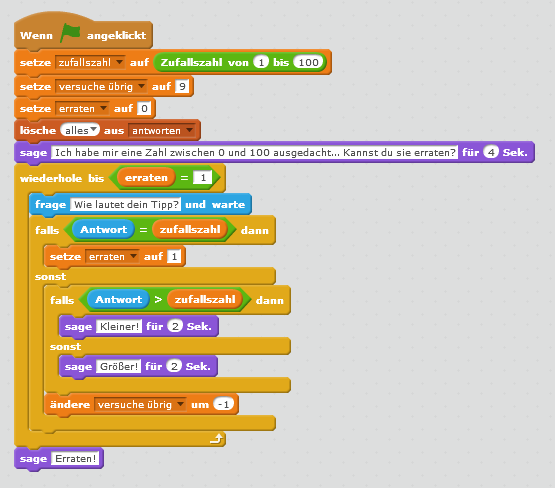 Wenn angeklickt
setze zufallszahl auf Zufallszahl von 1 bis 100
setze versuche übrig auf 9
setze erraten auf 0
lösche alles aus antworten
sage Ich habe mir eine Zahl zwischen 0 und 100 ausgedacht... Kannst du sie erraten? für 4 Sek.
wiederhole bis erraten = 1
frage Wie lautet dein Tipp? und warte
falls Antwort = zufallszahl dann
setze erraten auf 1
sonst
falls Antwort > zufallszahl dann
sage Kleiner! für 2 Sek.
sonst
sage Größer! für 2 Sek.
ändere versuche übrig um -1
sage Erraten!